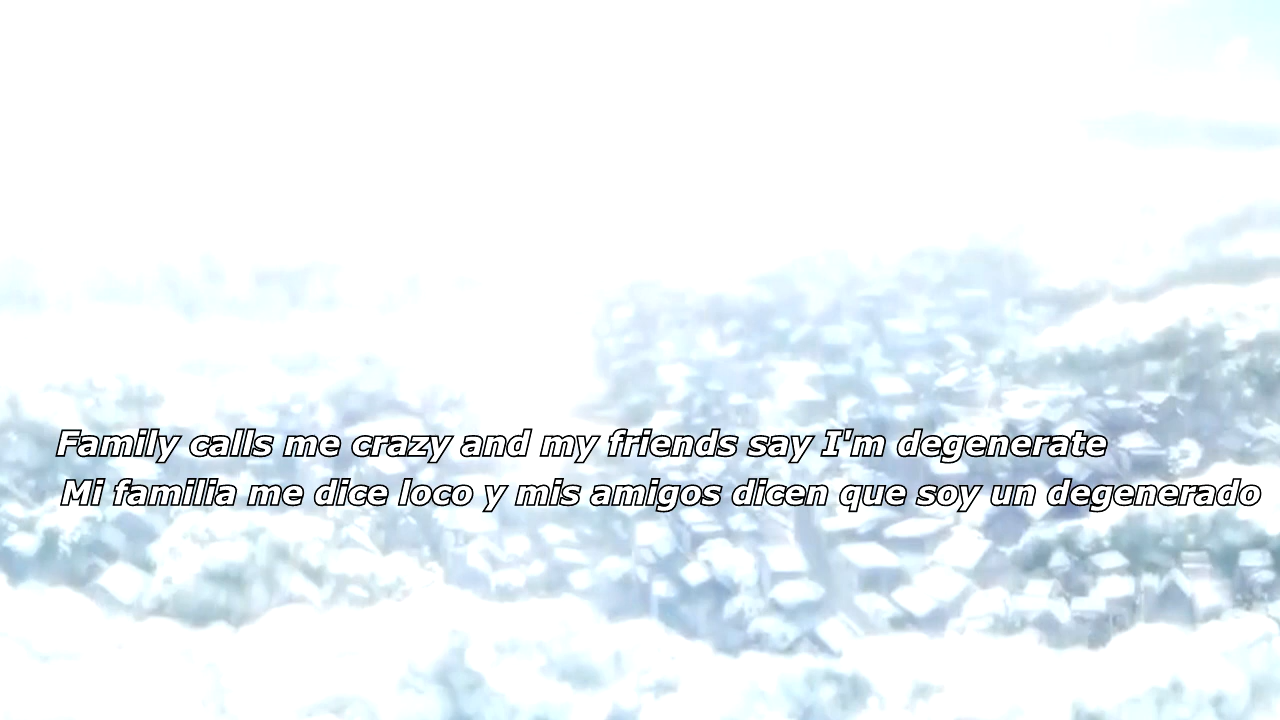 Family calls me crazy and my friends say I'm degenerate
Mi familia me dice loco y mis amigos dicen que soy un degenerado